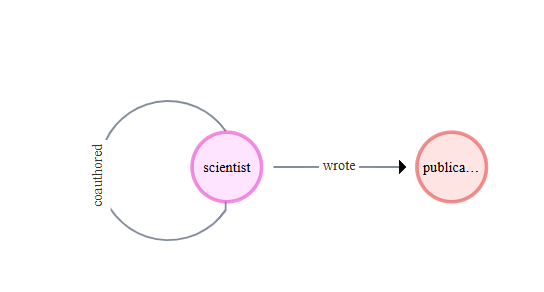 coauthored
scientist
wrote
publica...